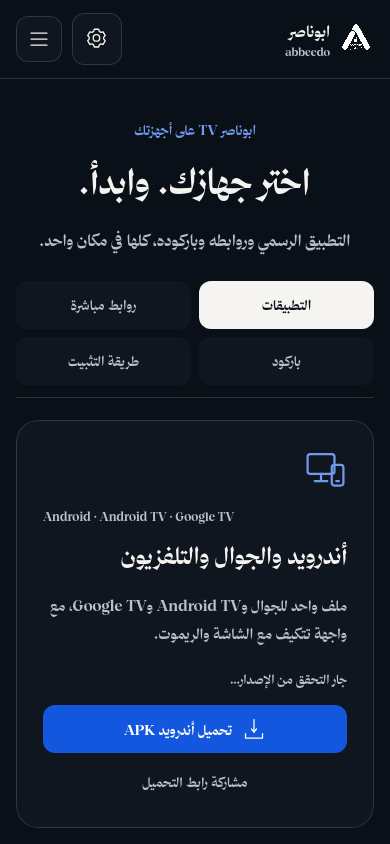 ابوناصر
abbeedo
ابوناصر TV على أجهزتك
اختر جهازك. وابدأ.
التطبيق الرسمي وروابطه وباركوده، كلها في مكان واحد.
التطبيقات
روابط مباشرة
باركود
طريقة التثبيت
Android · Android TV · Google TV
أندرويد والجوال والتلفزيون
ملف واحد للجوال وAndroid TV وGoogle TV، مع
واجهة تتكيف مع الشاشة والريموت.
جار التحقق من الإصدار...
تحميل أندرويد APK
مشاركة رابط التحميل